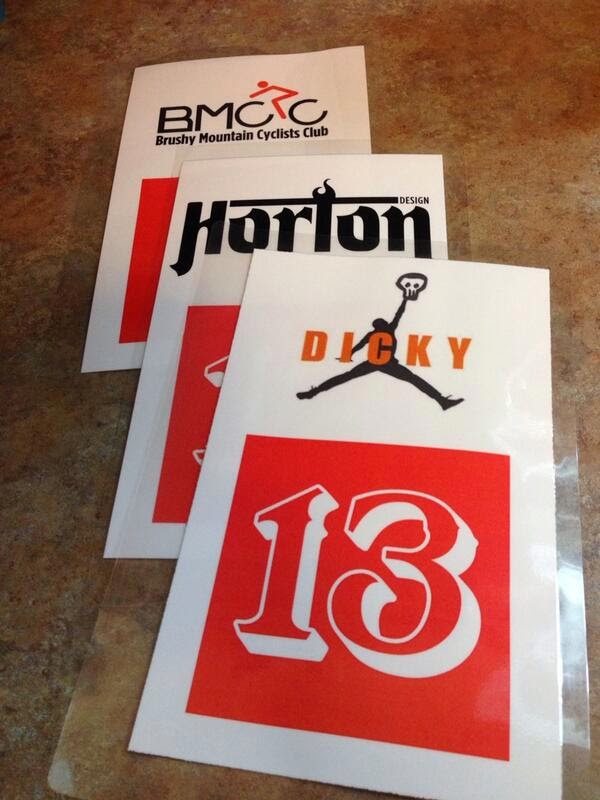 BMCC
Brushy Mountain Cyclists Club
Horton
DESIGN
DICKY
13